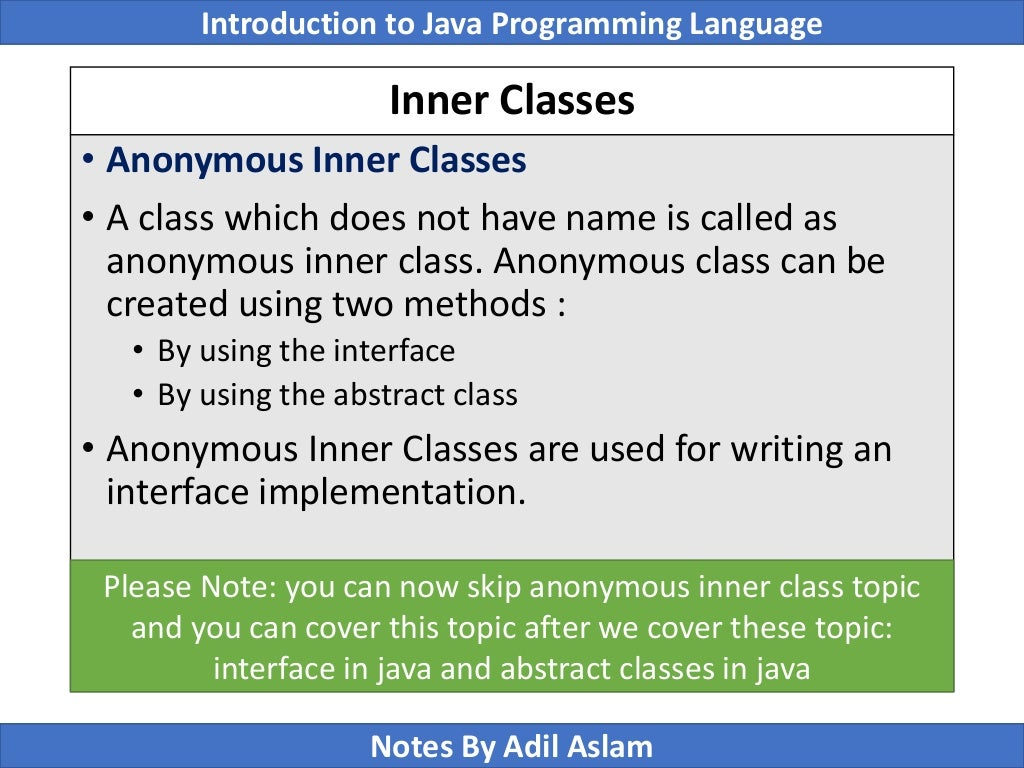 Introduction to Java Programming Language
Inner Classes
• Anonymous Inner Classes
• A class which does not have name is called as
anonymous inner class. Anonymous class can be
created using two methods :
• By using the interface
• By using the abstract class
• Anonymous Inner Classes are used for writing an
interface implementation.
Please Note: you can now skip anonymous inner class topic
and you can cover this topic after we cover these topic:
interface in java and abstract classes in java
Notes By Adil Aslam